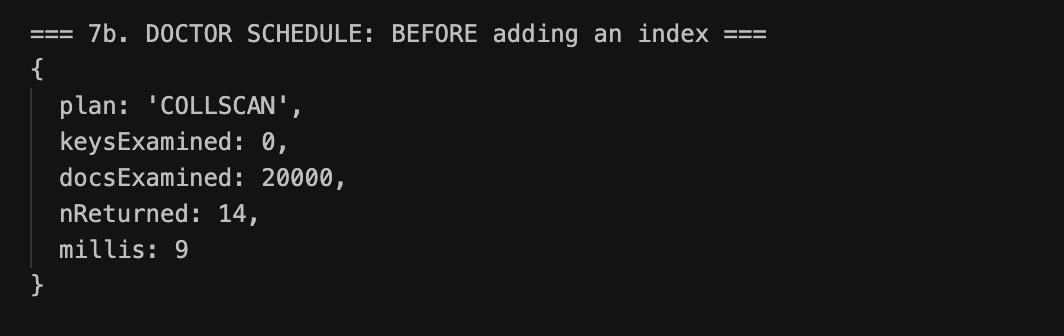 === 7b. DOCTOR SCHEDULE: BEFORE adding an index ===
{
  plan: 'COLLSCAN',
  keysExamined: 0,
  docsExamined: 20000,
  nReturned: 14,
  millis: 9
}